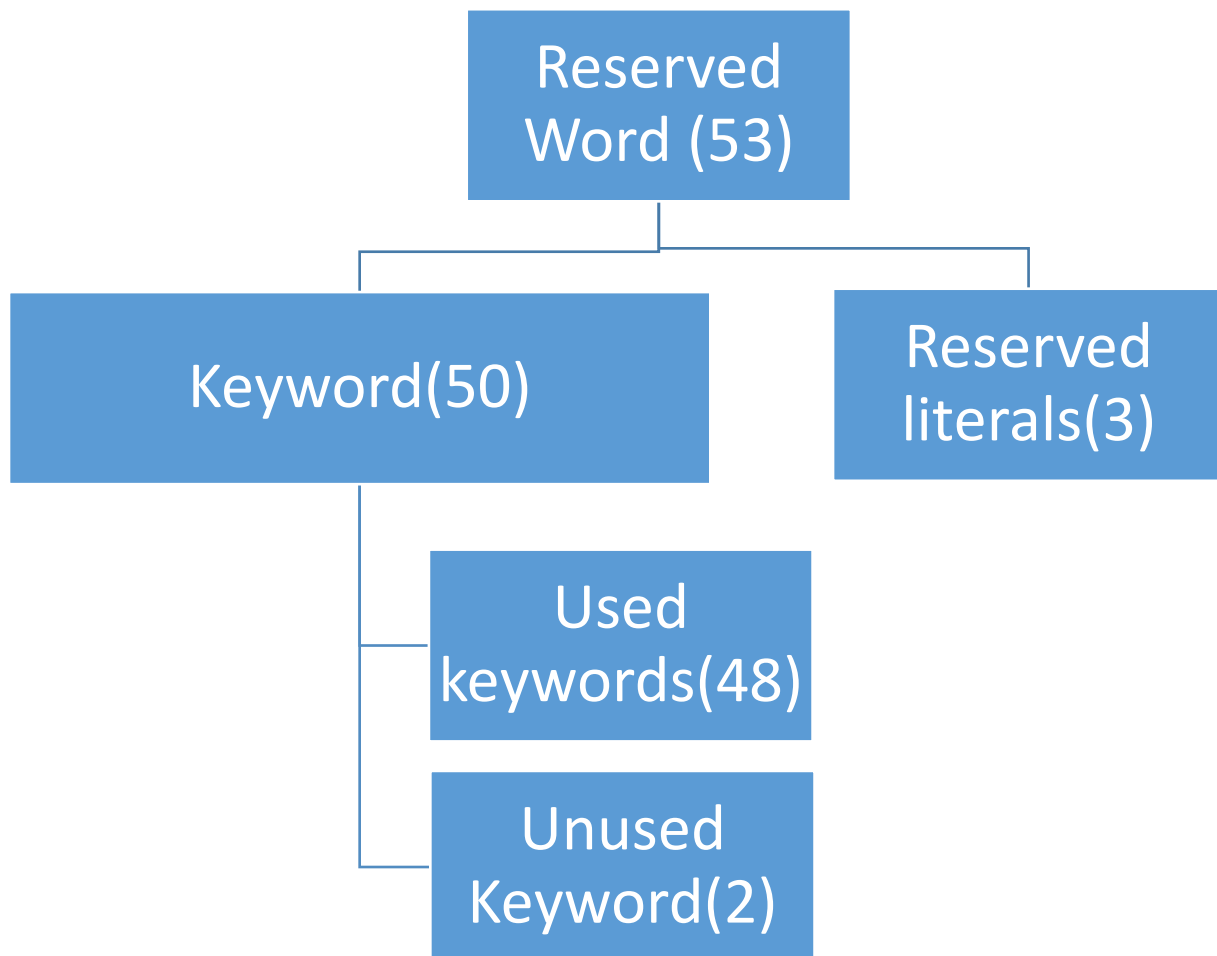 Reserved
Word (53)
Keyword(50)
Reserved
literals(3)
Used
keywords(48)
Unused
Keyword(2)